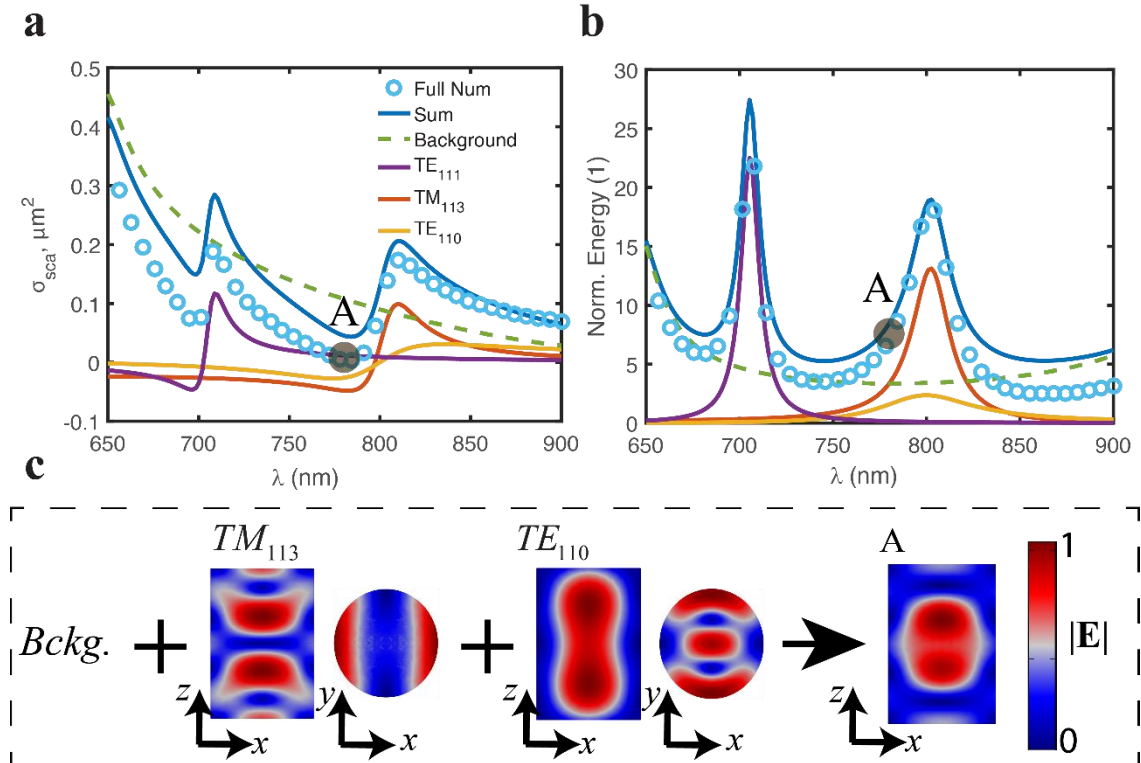 a
σsca, μm²
0.5
0.4
0.3
0.2
0.1
0
-0.1
650 700 750 800 850 900
λ (nm)
Full Num
Sum
Background
TE₁₁₁
TM₁₁₃
TE₁₁₀
A
b
Norm. Energy (1)
30
25
20
15
10
5
0
650 700 750 800 850 900
λ (nm)
A
c
TM₁₁₃
TE₁₁₀
A
Bckg. + +
z
x
y
x
z
x
y
x
z
x
1
|E|
0